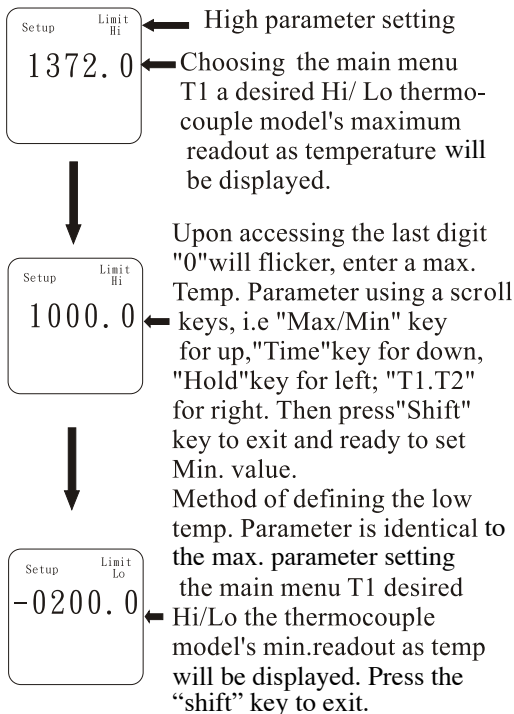 Setup Limit
Hi
1372.0
High parameter setting
Choosing the main menu
T1 a desired Hi/ Lo thermo-
couple model's maximum
readout as temperature will
be displayed.
Setup Limit
Hi
1000.0
Upon accessing the last digit
"0"will flicker, enter a max.
Temp. Parameter using a scroll
keys, i.e "Max/Min" key
for up,"Time"key for down,
"Hold"key for left; "T1.T2"
for right. Then press"Shift"
key to exit and ready to set
Min. value.
Method of defining the low
temp. Parameter is identical to
the max. parameter setting
the main menu T1 desired
Hi/Lo the thermocouple
model's min.readout as temp
will be displayed. Press the
“shift” key to exit.
Setup Limit
Lo
-0200.0